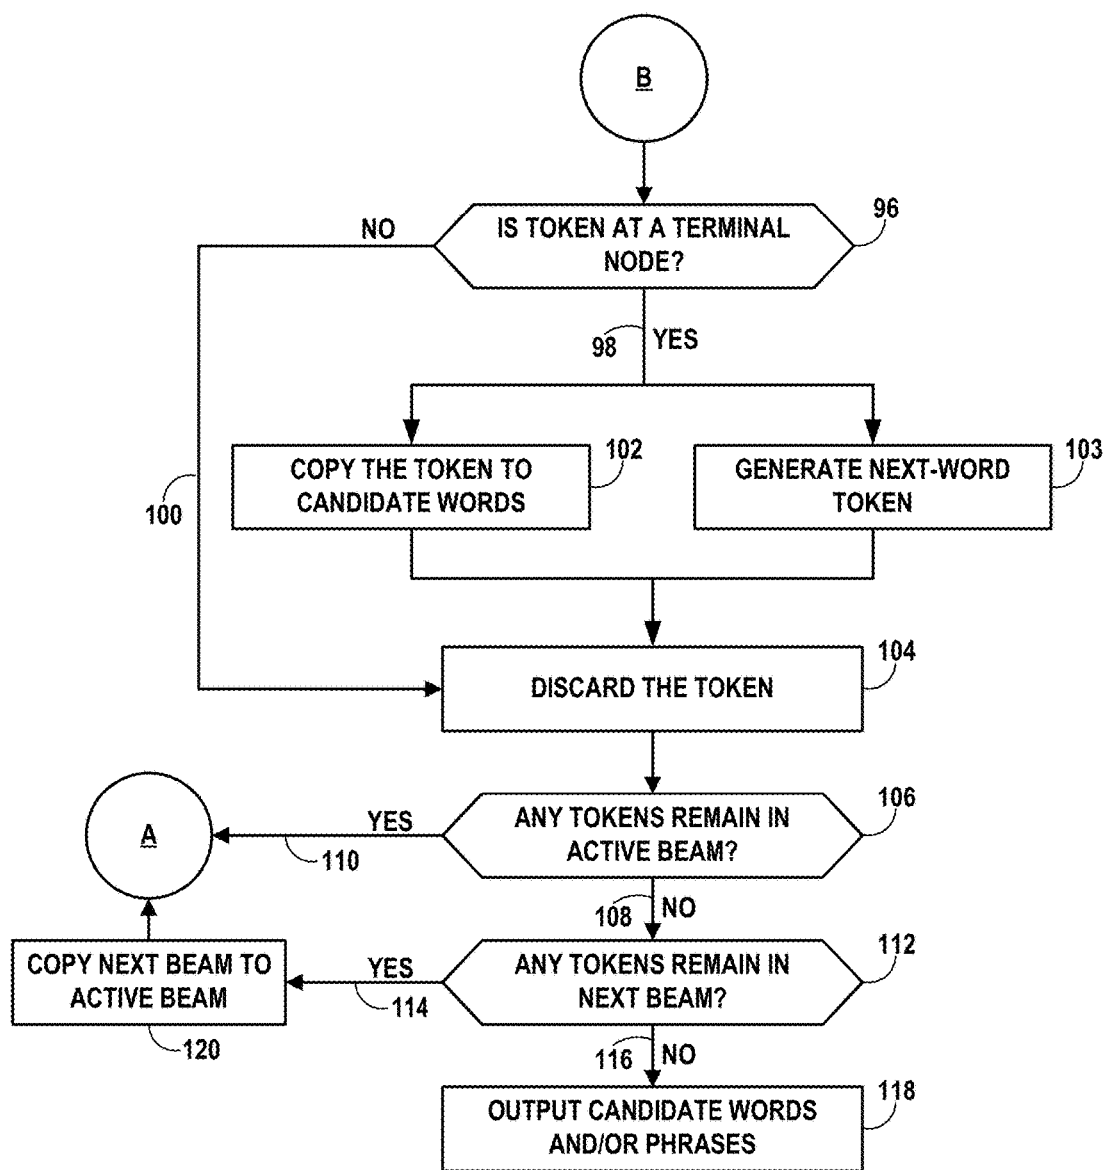 B
IS TOKEN AT A TERMINAL
NODE?
96
NO
98
YES
100
COPY THE TOKEN TO
CANDIDATE WORDS
102
GENERATE NEXT-WORD
TOKEN
103
DISCARD THE TOKEN
104
A
YES
110
ANY TOKENS REMAIN IN
ACTIVE BEAM?
106
108
NO
COPY NEXT BEAM TO
ACTIVE BEAM
120
YES
114
ANY TOKENS REMAIN IN
NEXT BEAM?
112
116
NO
OUTPUT CANDIDATE WORDS
AND/OR PHRASES
118